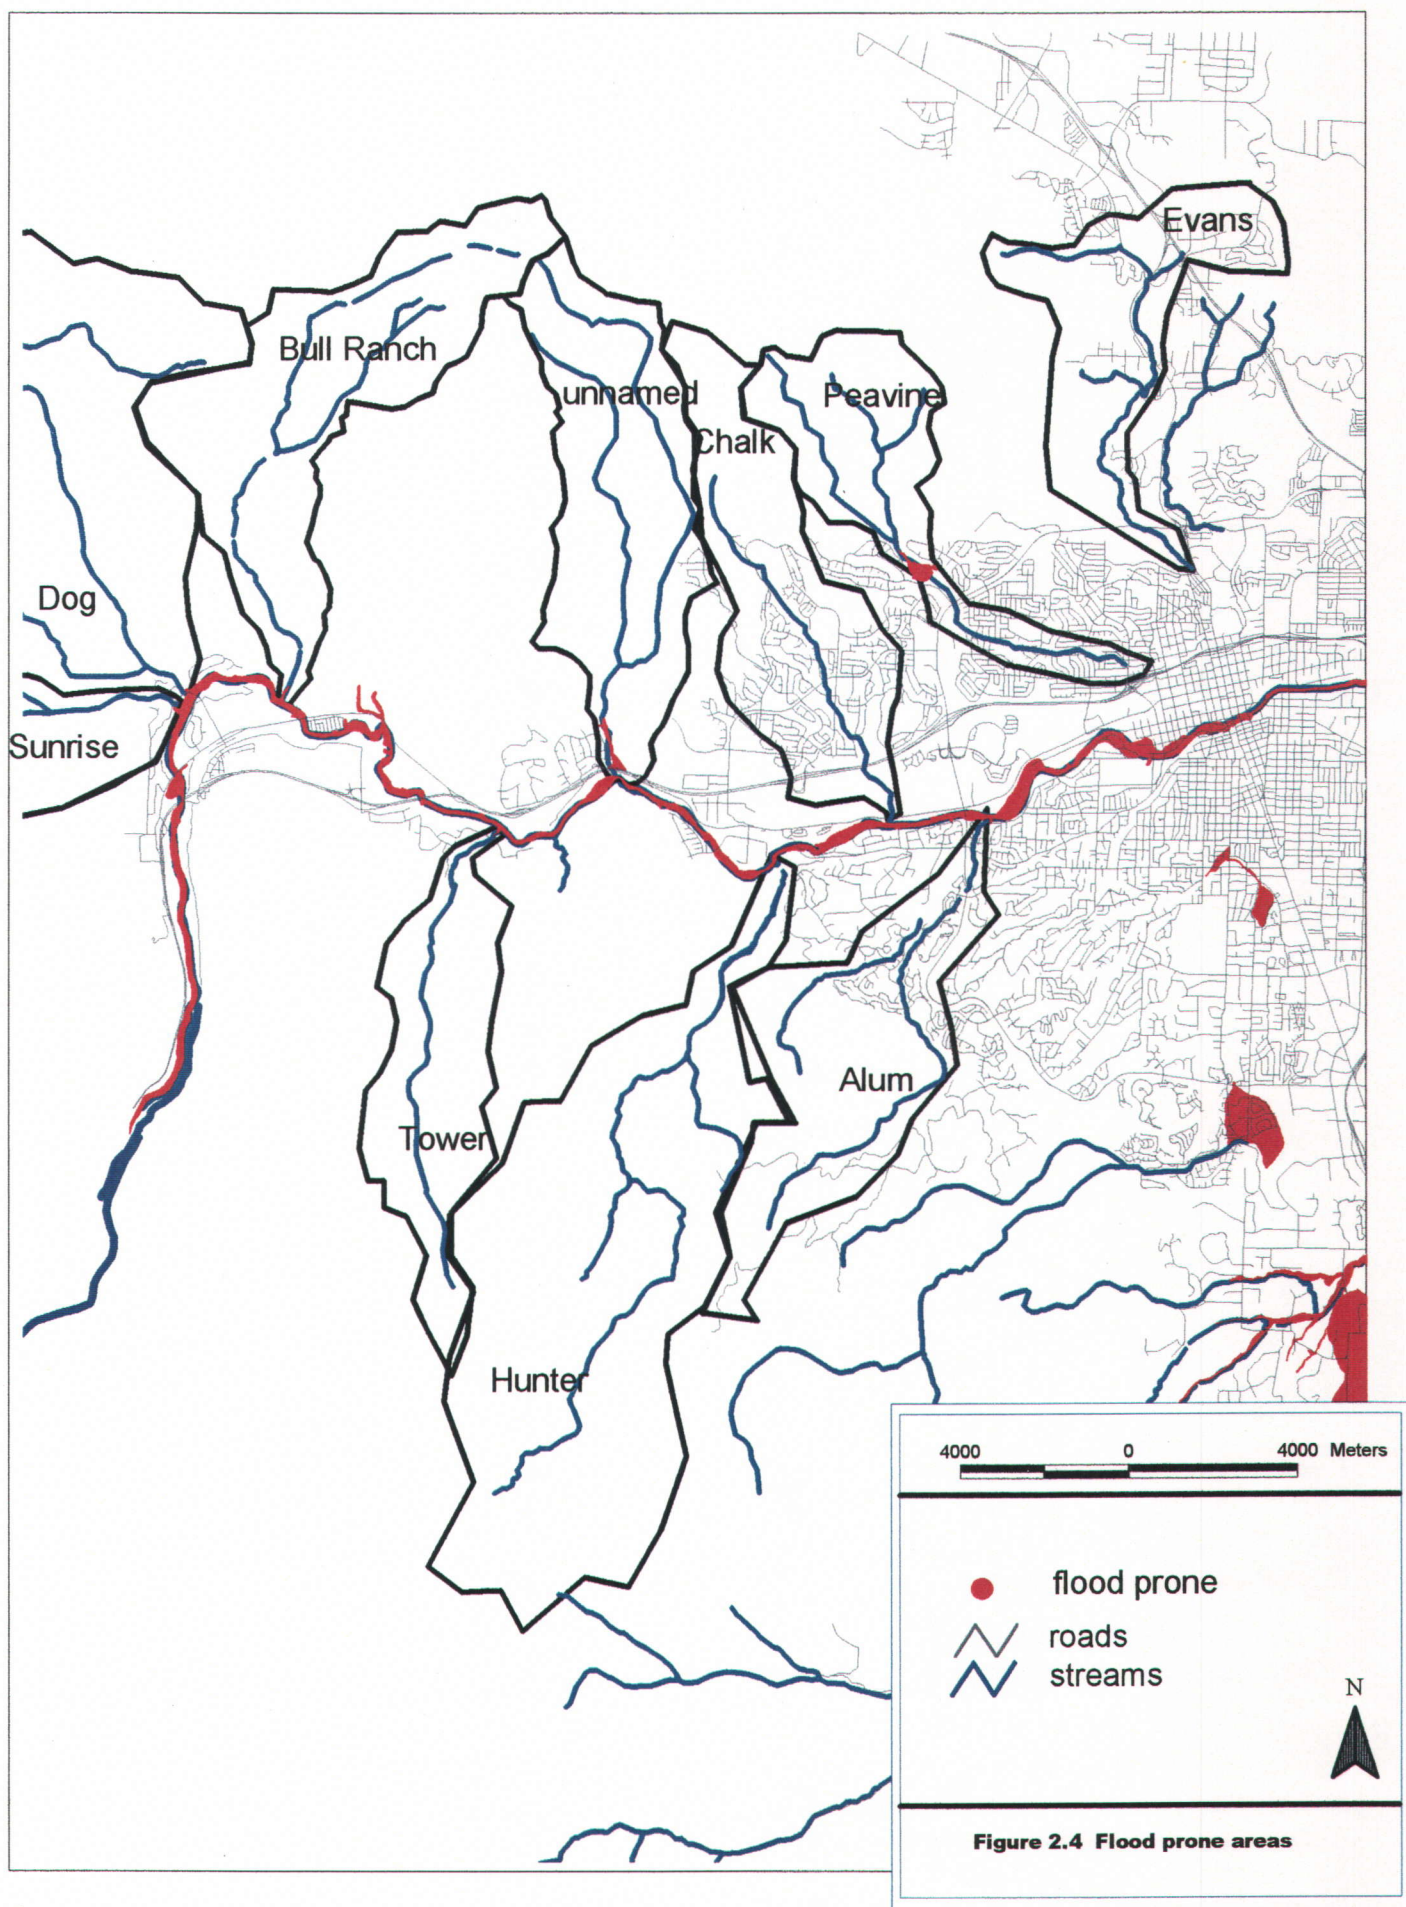 Evans
Bull Ranch
unnamed
Peavine
Chalk
Dog
Sunrise
Alum
Tower
Hunter
4000 0 4000 Meters
flood prone
roads
streams
N
Figure 2.4 Flood prone areas